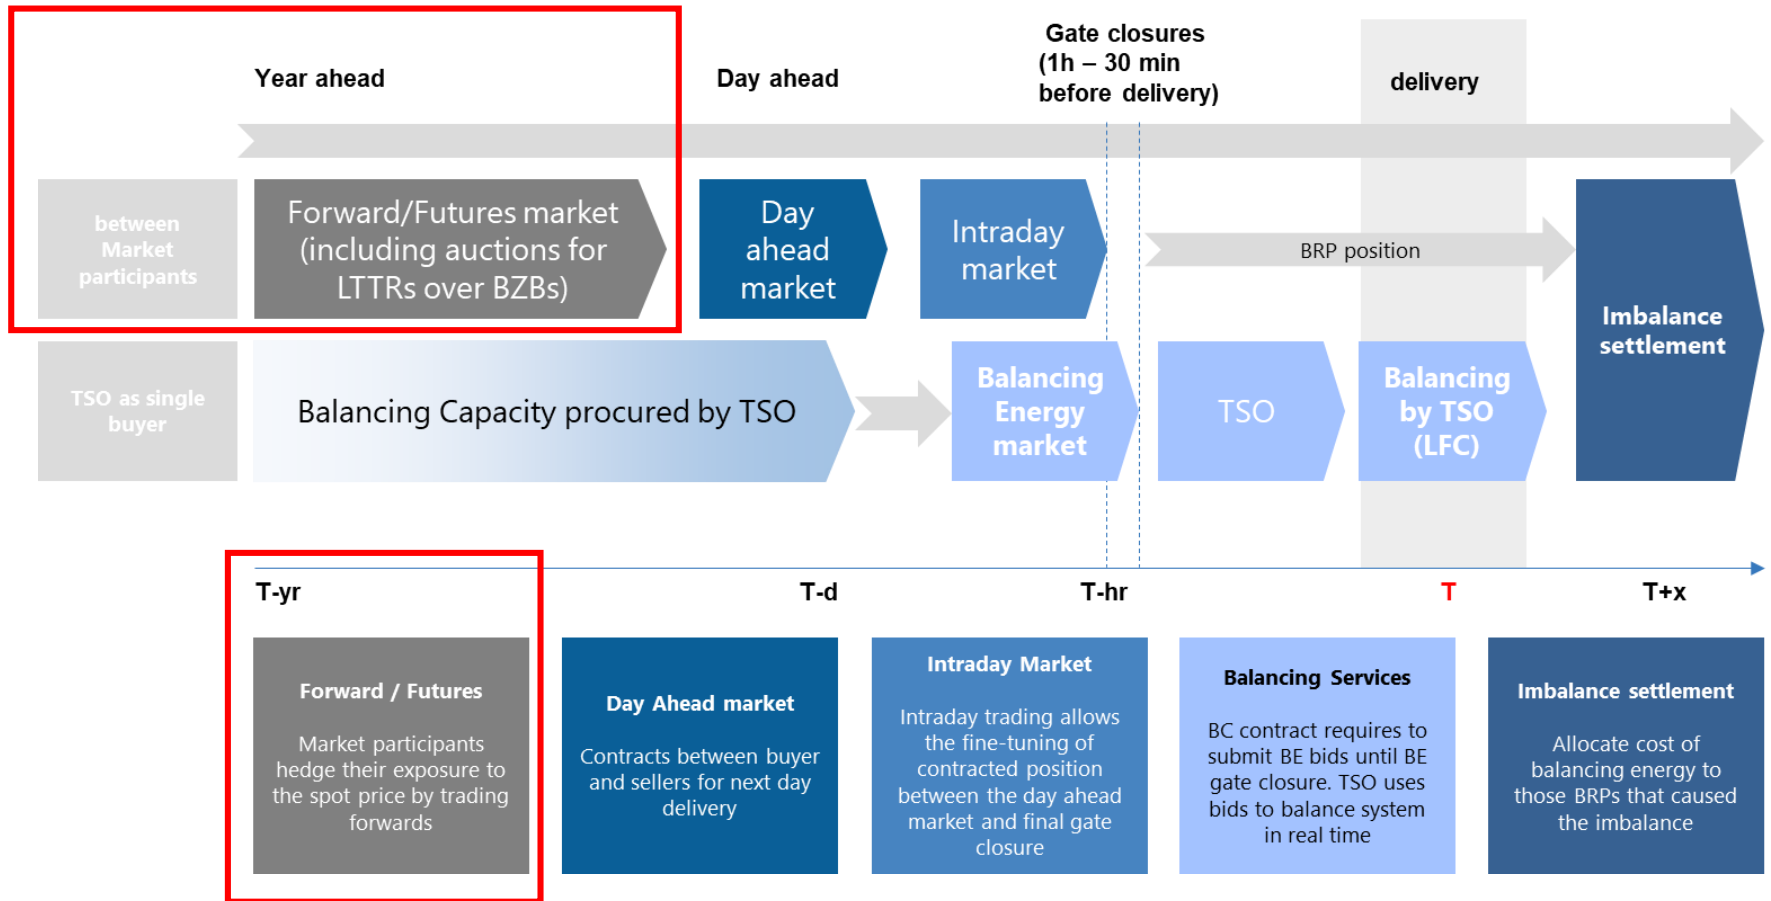 Year ahead
Day ahead
Gate closures
(1h – 30 min
before delivery)
delivery
between
Market
participants
Forward/Futures market
(including auctions for
LTTRs over BZBs)
Day
ahead
market
Intraday
market
BRP position
Imbalance
settlement
TSO as single
buyer
Balancing Capacity procured by TSO
Balancing
Energy
market
TSO
Balancing
by TSO
(LFC)
T-yr
T-d
T-hr
T
T+x
Forward / Futures
Market participants
hedge their exposure to
the spot price by trading
forwards
Day Ahead market
Contracts between buyer
and sellers for next day
delivery
Intraday Market
Intraday trading allows
the fine-tuning of
contracted position
between the day ahead
market and final gate
closure
Balancing Services
BC contract requires to
submit BE bids until BE
gate closure. TSO uses
bids to balance system
in real time
Imbalance settlement
Allocate cost of
balancing energy to
those BRPs that caused
the imbalance